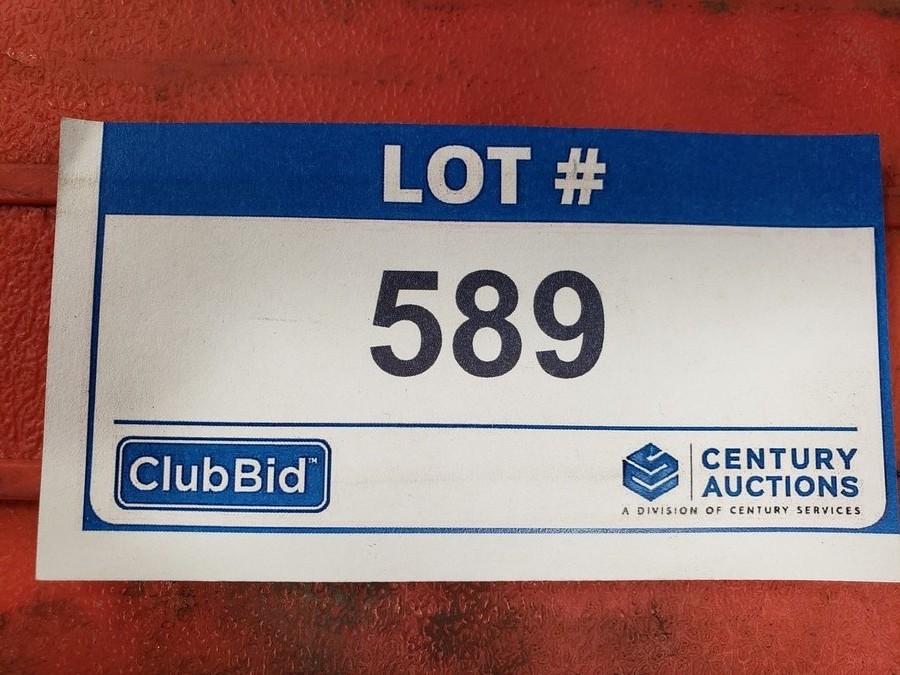 LOT #
589
ClubBid™
CENTURY
AUCTIONS
A DIVISION OF CENTURY SERVICES